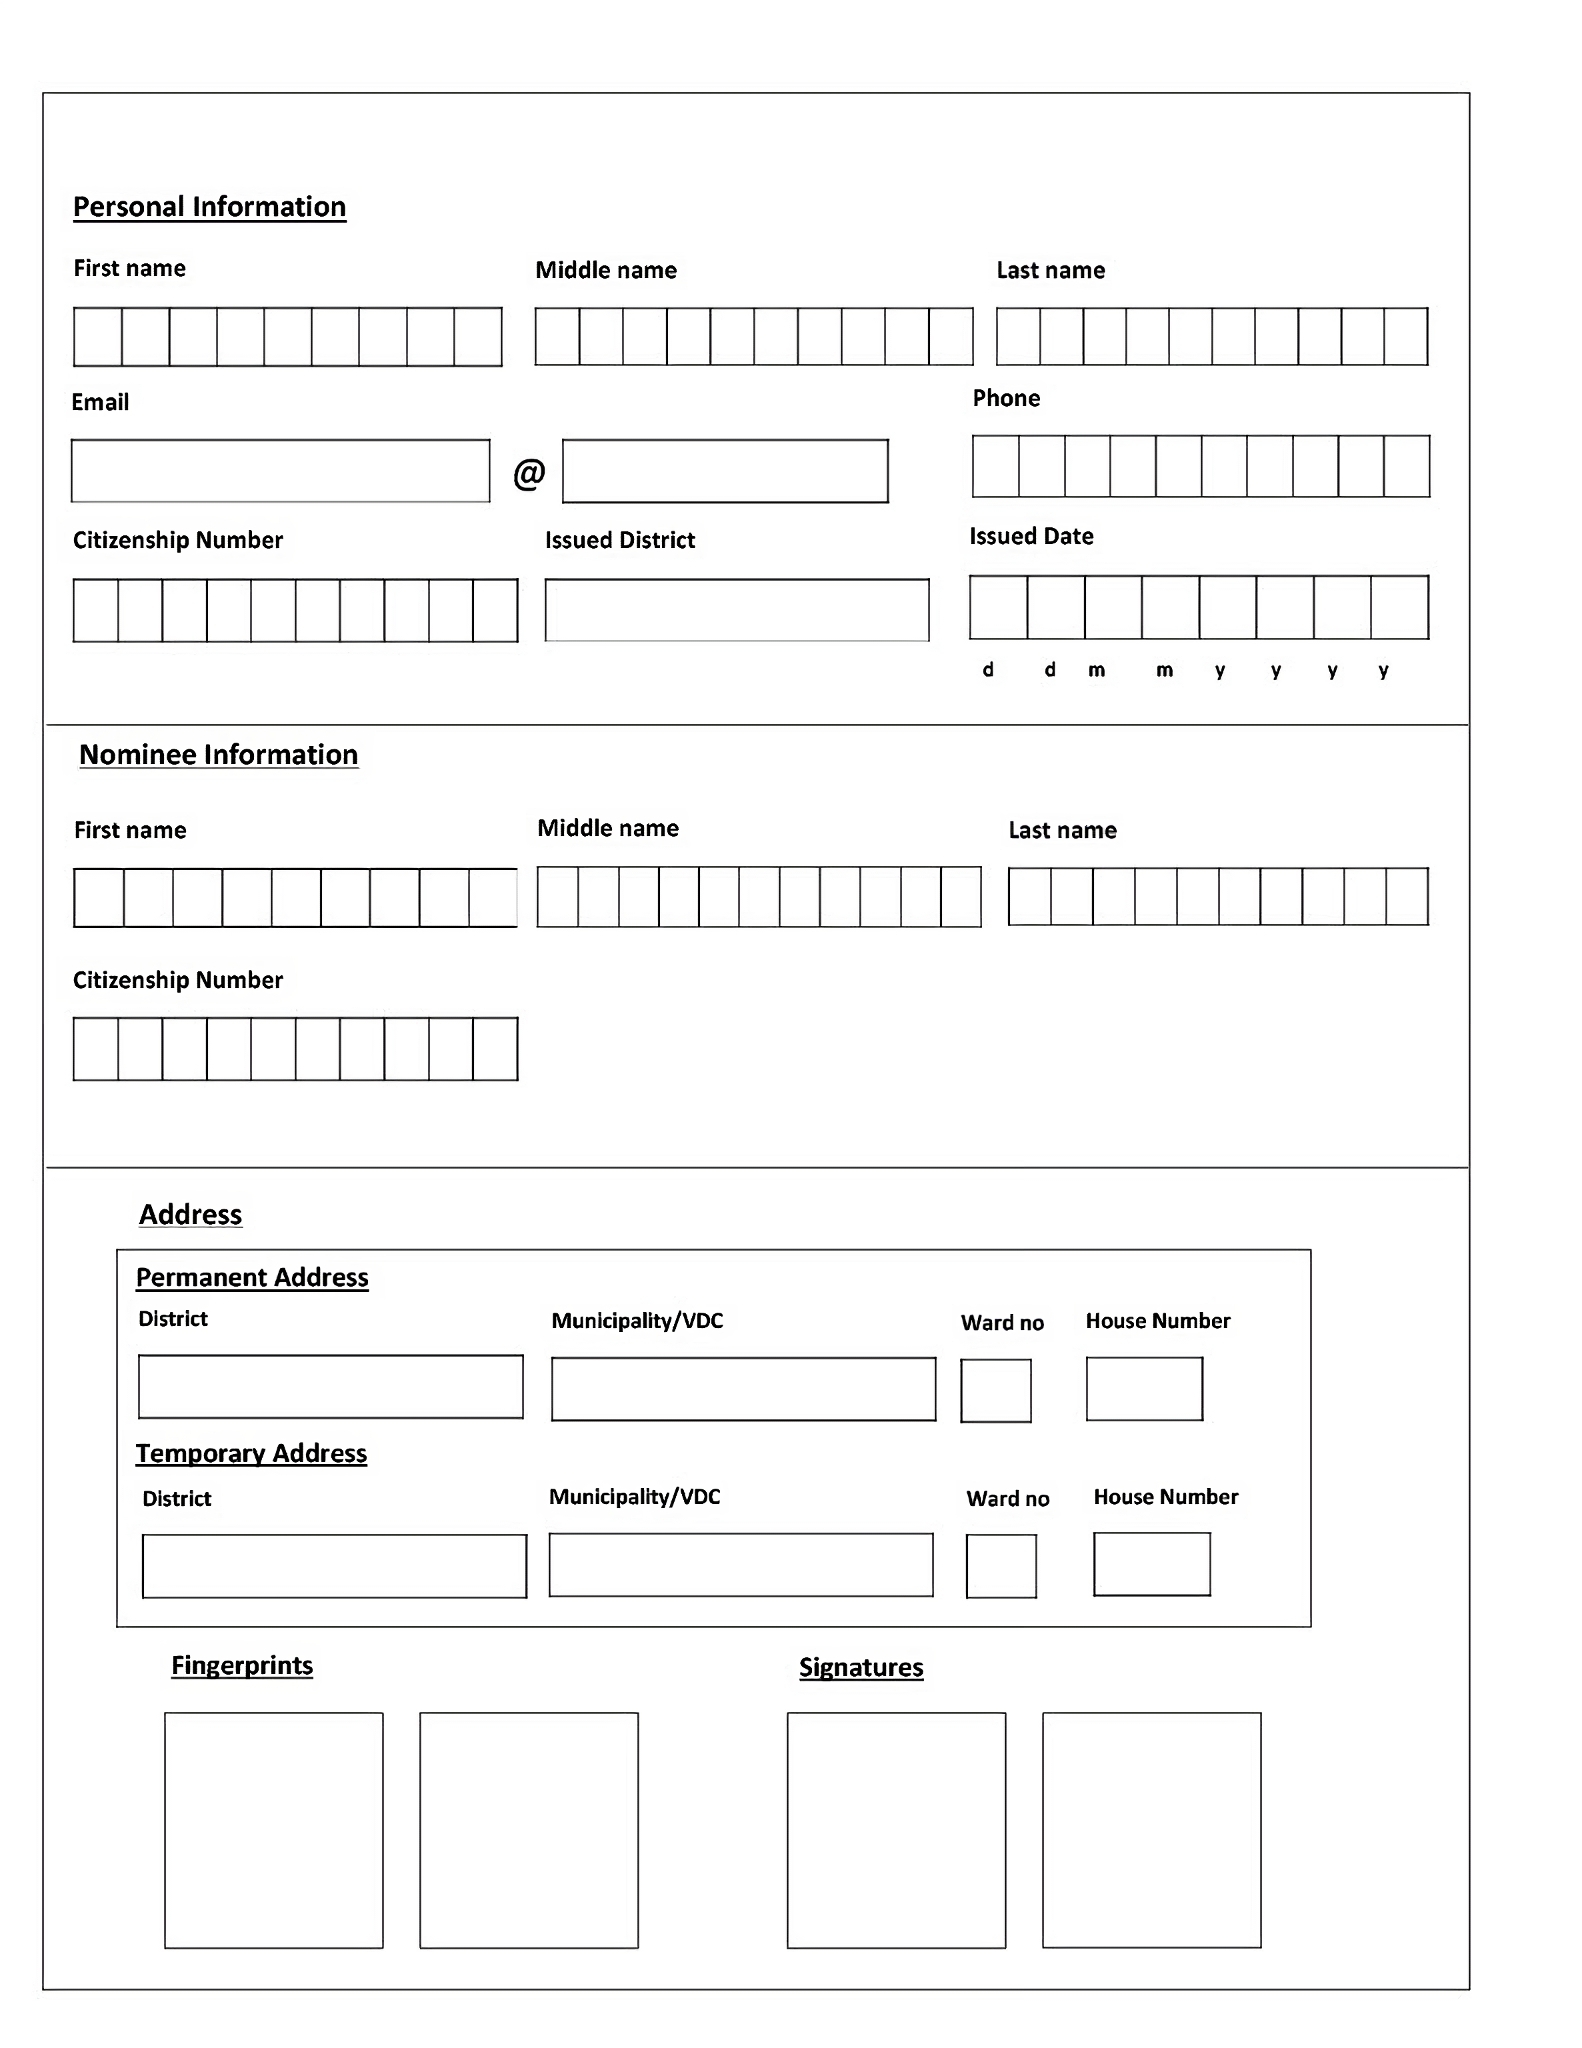 Personal Information
First name Middle name Last name
Email Phone
@
Citizenship Number Issued District Issued Date
d d m m y y y y
Nominee Information
First name Middle name Last name
Citizenship Number
Address
Permanent Address
District Municipality/VDC Ward no House Number
Temporary Address
District Municipality/VDC Ward no House Number
Fingerprints Signatures